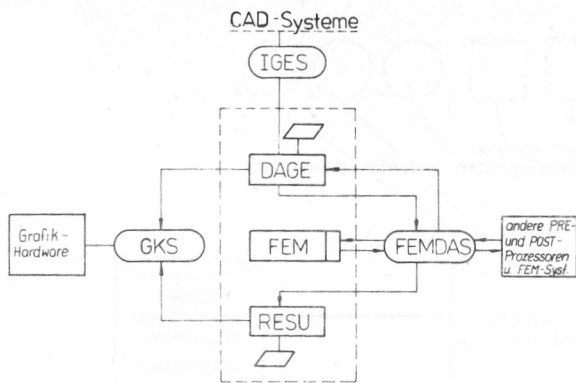 CAD-Systeme
IGES
DAGE
Grafik-
Hardware
GKS
FEM
FEMDAS
andere PRE-
und POST-
Prozessoren
u. FEM-Syst.
RESU